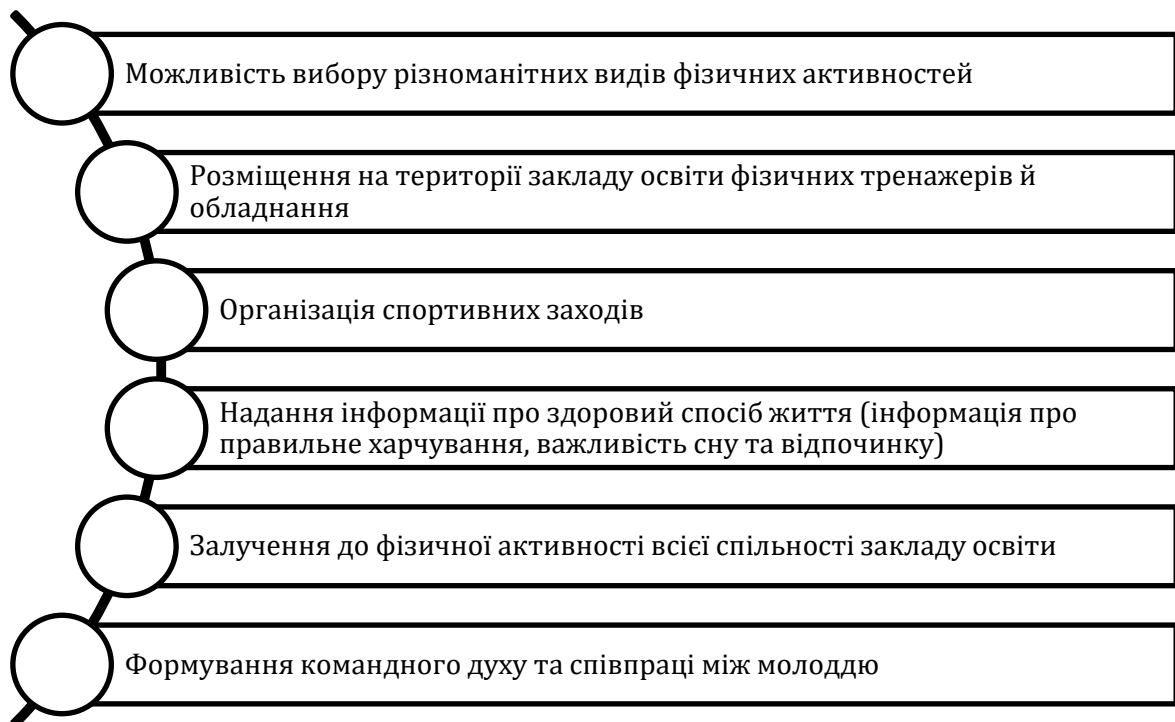 Можливість вибору різноманітних видів фізичних активностей
Розміщення на території закладу освіти фізичних тренажерів й
обладнання
Організація спортивних заходів
Надання інформації про здоровий спосіб життя (інформація про
правильне харчування, важливість сну та відпочинку)
Залучення до фізичної активності всієї спільності закладу освіти
Формування командного духу та співпраці між молоддю